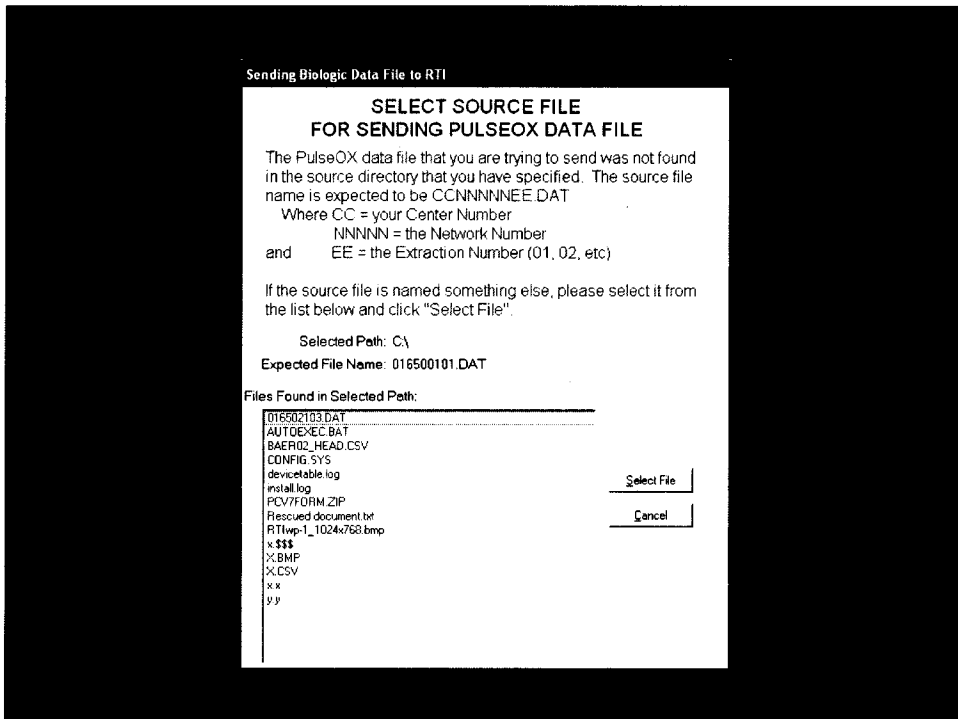 Sending Biologic Data File to RTI
SELECT SOURCE FILE
FOR SENDING PULSEOX DATA FILE
The PulseOX data file that you are trying to send was not found
in the source directory that you have specified. The source file
name is expected to be CCNNNNNEE.DAT
Where CC = your Center Number
NNNNN = the Network Number
and EE = the Extraction Number (01, 02, etc)
If the source file is named something else, please select it from
the list below and click "Select File".
Selected Path: C:\
Expected File Name: 016500101.DAT
Files Found in Selected Path:
016502103.DAT
AUTOEXEC.BAT
BAER02_HEAD.CSV
CONFIG.SYS
devicetable.log
install.log
PCV7FORM.ZIP
Rescued document.txt
RTIwp-1_1024x768.bmp
x.$$$
X.BMP
X.CSV
x.x
y.y
Select File
Cancel